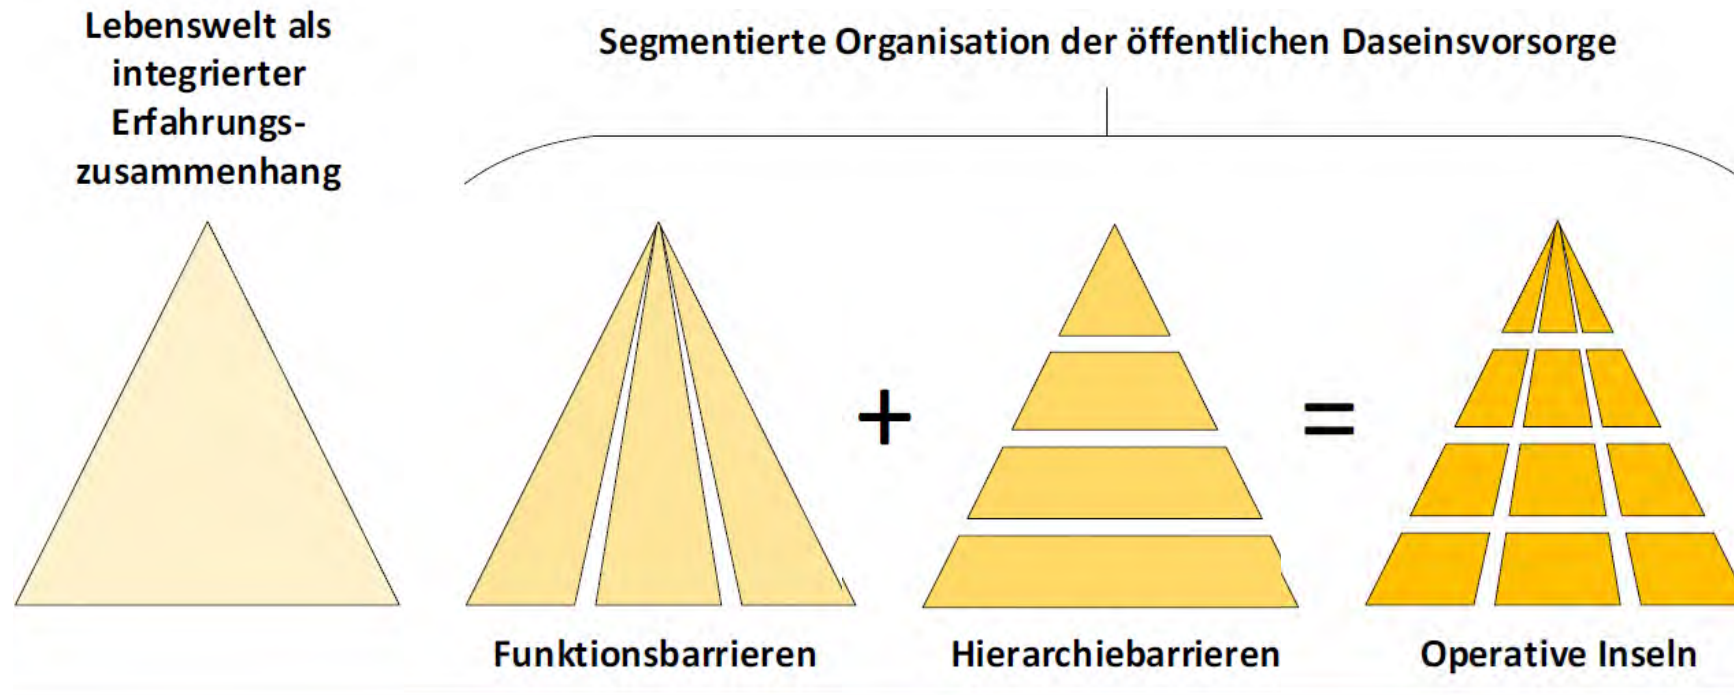 Lebenswelt als
integrierter
Erfahrungs-
zusammenhang
Segmentierte Organisation der öffentlichen Daseinsvorsorge
+
=
Funktionsbarrieren
Hierarchiebarrieren
Operative Inseln